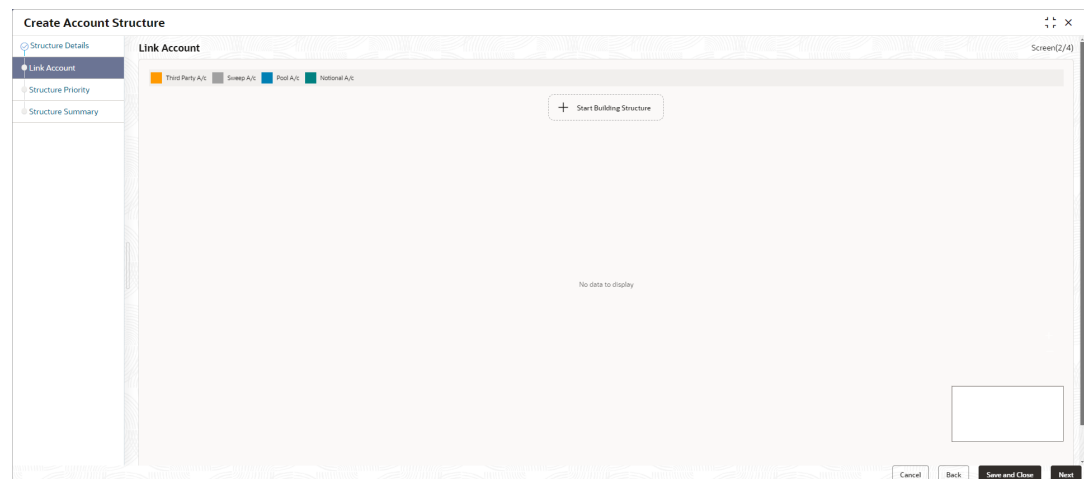 Create Account Structure
Structure Details
Link Account
Structure Priority
Structure Summary
Link Account
Screen(2/4)
Third Party A/c
Sweep A/c
Pool A/c
Notional A/c
Start Building Structure
No data to display
Cancel
Back
Save and Close
Next